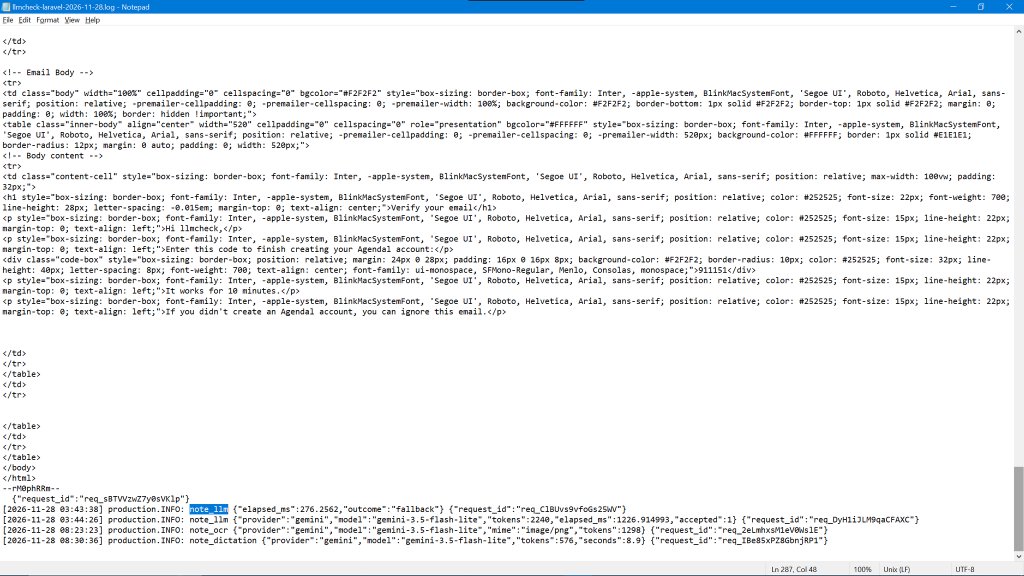 llmcheck-laravel-2026-11-28.log - Notepad
File Edit Format View Help
</td>
</tr>
<!-- Email Body -->
<tr>
<td class="body" width="100%" cellpadding="0" cellspacing="0" bgcolor="#F2F2F2" style="box-sizing: border-box; font-family: Inter, -apple-system, BlinkMacSystemFont, 'Segoe UI', Roboto, Helvetica, Arial, sans-
serif; position: relative; -premailer-cellpadding: 0; -premailer-cellspacing: 0; -premailer-width: 100%; background-color: #F2F2F2; border-bottom: 1px solid #F2F2F2; border-top: 1px solid #F2F2F2; margin: 0;
padding: 0; width: 100%; border: hidden !important;">
<table class="inner-body" align="center" width="520" cellpadding="0" cellspacing="0" role="presentation" bgcolor="#FFFFFF" style="box-sizing: border-box; font-family: Inter, -apple-system, BlinkMacSystemFont,
'Segoe UI', Roboto, Helvetica, Arial, sans-serif; position: relative; -premailer-cellpadding: 0; -premailer-cellspacing: 0; -premailer-width: 520px; background-color: #FFFFFF; border: 1px solid #E1E1E1;
border-radius: 12px; margin: 0 auto; padding: 0; width: 520px;">
<!-- Body content -->
<tr>
<td class="content-cell" style="box-sizing: border-box; font-family: Inter, -apple-system, BlinkMacSystemFont, 'Segoe UI', Roboto, Helvetica, Arial, sans-serif; position: relative; max-width: 100vw; padding:
32px;">
<h1 style="box-sizing: border-box; font-family: Inter, -apple-system, BlinkMacSystemFont, 'Segoe UI', Roboto, Helvetica, Arial, sans-serif; position: relative; color: #252525; font-size: 22px; font-weight: 700;
line-height: 28px; letter-spacing: -0.015em; margin-top: 0; text-align: center;">Verify your email</h1>
<p style="box-sizing: border-box; font-family: Inter, -apple-system, BlinkMacSystemFont, 'Segoe UI', Roboto, Helvetica, Arial, sans-serif; position: relative; color: #252525; font-size: 15px; line-height: 22px;
margin-top: 0; text-align: left;">Hi llmcheck,</p>
<p style="box-sizing: border-box; font-family: Inter, -apple-system, BlinkMacSystemFont, 'Segoe UI', Roboto, Helvetica, Arial, sans-serif; position: relative; color: #252525; font-size: 15px; line-height: 22px;
margin-top: 0; text-align: left;">Enter this code to finish creating your Agendal account:</p>
<div class="code-box" style="box-sizing: border-box; position: relative; margin: 24px 0 28px; padding: 16px 0 16px 8px; background-color: #F2F2F2; border-radius: 10px; color: #252525; font-size: 32px; line-
height: 40px; letter-spacing: 8px; font-weight: 700; text-align: center; font-family: ui-monospace, SFMono-Regular, Menlo, Consolas, monospace;">911151</div>
<p style="box-sizing: border-box; font-family: Inter, -apple-system, BlinkMacSystemFont, 'Segoe UI', Roboto, Helvetica, Arial, sans-serif; position: relative; color: #252525; font-size: 15px; line-height: 22px;
margin-top: 0; text-align: left;">It works for 10 minutes.</p>
<p style="box-sizing: border-box; font-family: Inter, -apple-system, BlinkMacSystemFont, 'Segoe UI', Roboto, Helvetica, Arial, sans-serif; position: relative; color: #252525; font-size: 15px; line-height: 22px;
margin-top: 0; text-align: left;">If you didn't create an Agendal account, you can ignore this email.</p>
</td>
</tr>
</table>
</td>
</tr>
</table>
</td>
</tr>
</table>
</body>
</html>
--rM0phRRm--
{"request_id":"req_sBTVVzwZ7y0sVKlp"}
[2026-11-28 03:43:38] production.INFO: note_llm {"elapsed_ms":276.2562,"outcome":"fallback"} {"request_id":"req_ClBUvs9vfoGs25WV"}
[2026-11-28 03:44:26] production.INFO: note_llm {"provider":"gemini","model":"gemini-3.5-flash-lite","tokens":2240,"elapsed_ms":1226.914993,"accepted":1} {"request_id":"req_DyH1iJLM9qaCFAXC"}
[2026-11-28 08:23:23] production.INFO: note_ocr {"provider":"gemini","model":"gemini-3.5-flash-lite","mime":"image/png","tokens":1298} {"request_id":"req_2eLmhxsM1eV0WslE"}
[2026-11-28 08:30:36] production.INFO: note_dictation {"provider":"gemini","model":"gemini-3.5-flash-lite","tokens":576,"seconds":8.9} {"request_id":"req_IBe85xPZ8GbnjRP1"}
Ln 287, Col 48 100% Unix (LF) UTF-8